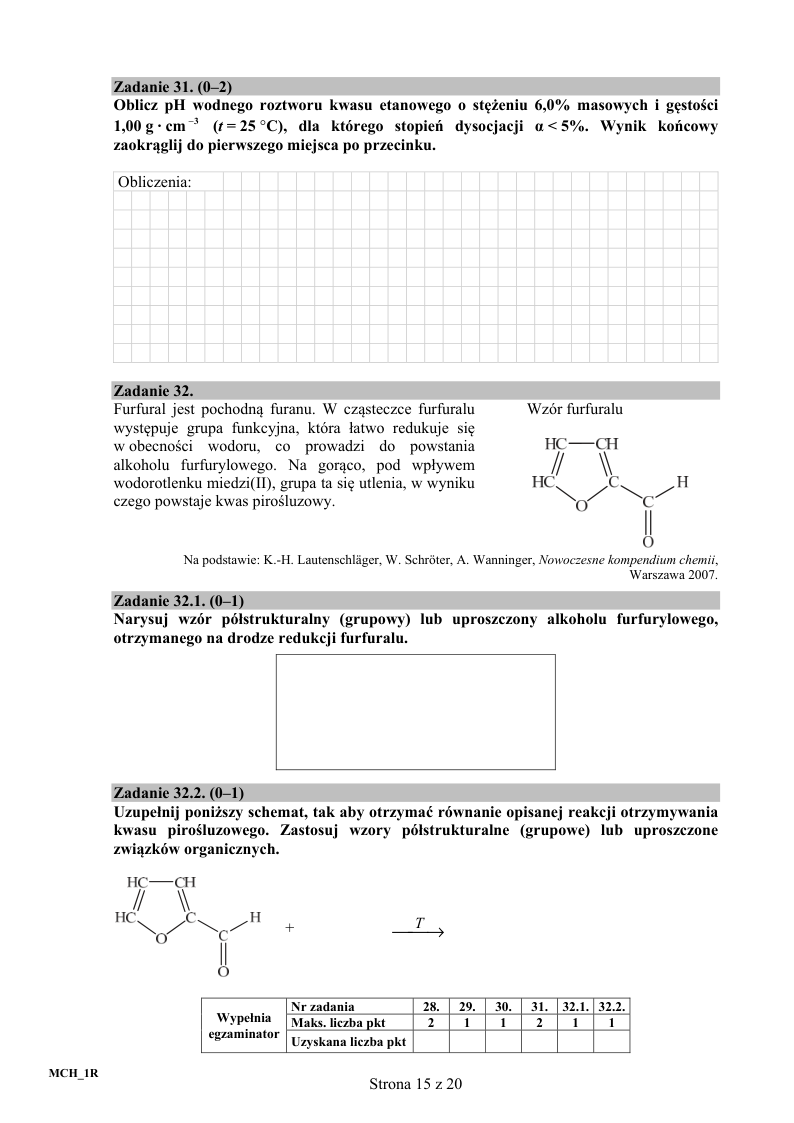 Zadanie 31. (0–2)
Oblicz pH wodnego roztworu kwasu etanowego o stężeniu 6,0% masowych i gęstości
1,00 g · cm⁻³ (t = 25 °C), dla którego stopień dysocjacji α < 5%. Wynik końcowy
zaokrąglij do pierwszego miejsca po przecinku.
Obliczenia:
Zadanie 32.
Furfural jest pochodną furanu. W cząsteczce furfuralu
występuje grupa funkcyjna, która łatwo redukuje się
w obecności wodoru, co prowadzi do powstania
alkoholu furfurylowego. Na gorąco, pod wpływem
wodorotlenku miedzi(II), grupa ta się utlenia, w wyniku
czego powstaje kwas pirośluzowy.
Wzór furfuralu
HC CH
HC C H
O C
O
Na podstawie: K.-H. Lautenschläger, W. Schröter, A. Wanninger, Nowoczesne kompendium chemii,
Warszawa 2007.
Zadanie 32.1. (0–1)
Narysuj wzór półstrukturalny (grupowy) lub uproszczony alkoholu furfurylowego,
otrzymanego na drodze redukcji furfuralu.
Zadanie 32.2. (0–1)
Uzupełnij poniższy schemat, tak aby otrzymać równanie opisanej reakcji otrzymywania
kwasu pirośluzowego. Zastosuj wzory półstrukturalne (grupowe) lub uproszczone
związków organicznych.
HC CH
HC C H + T
O C
O
Wypełnia egzaminator
Nr zadania 28. 29. 30. 31. 32.1. 32.2.
Maks. liczba pkt 2 1 1 2 1 1
Uzyskana liczba pkt
MCH_1R
Strona 15 z 20